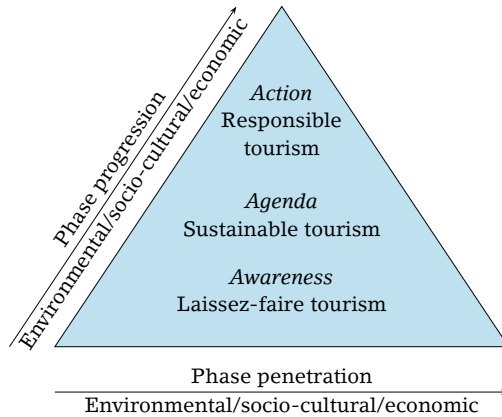 Action
Responsible
tourism
Agenda
Sustainable tourism
Awareness
Laissez-faire tourism
Phase progression
Environmental/socio-cultural/economic
Phase penetration
Environmental/socio-cultural/economic